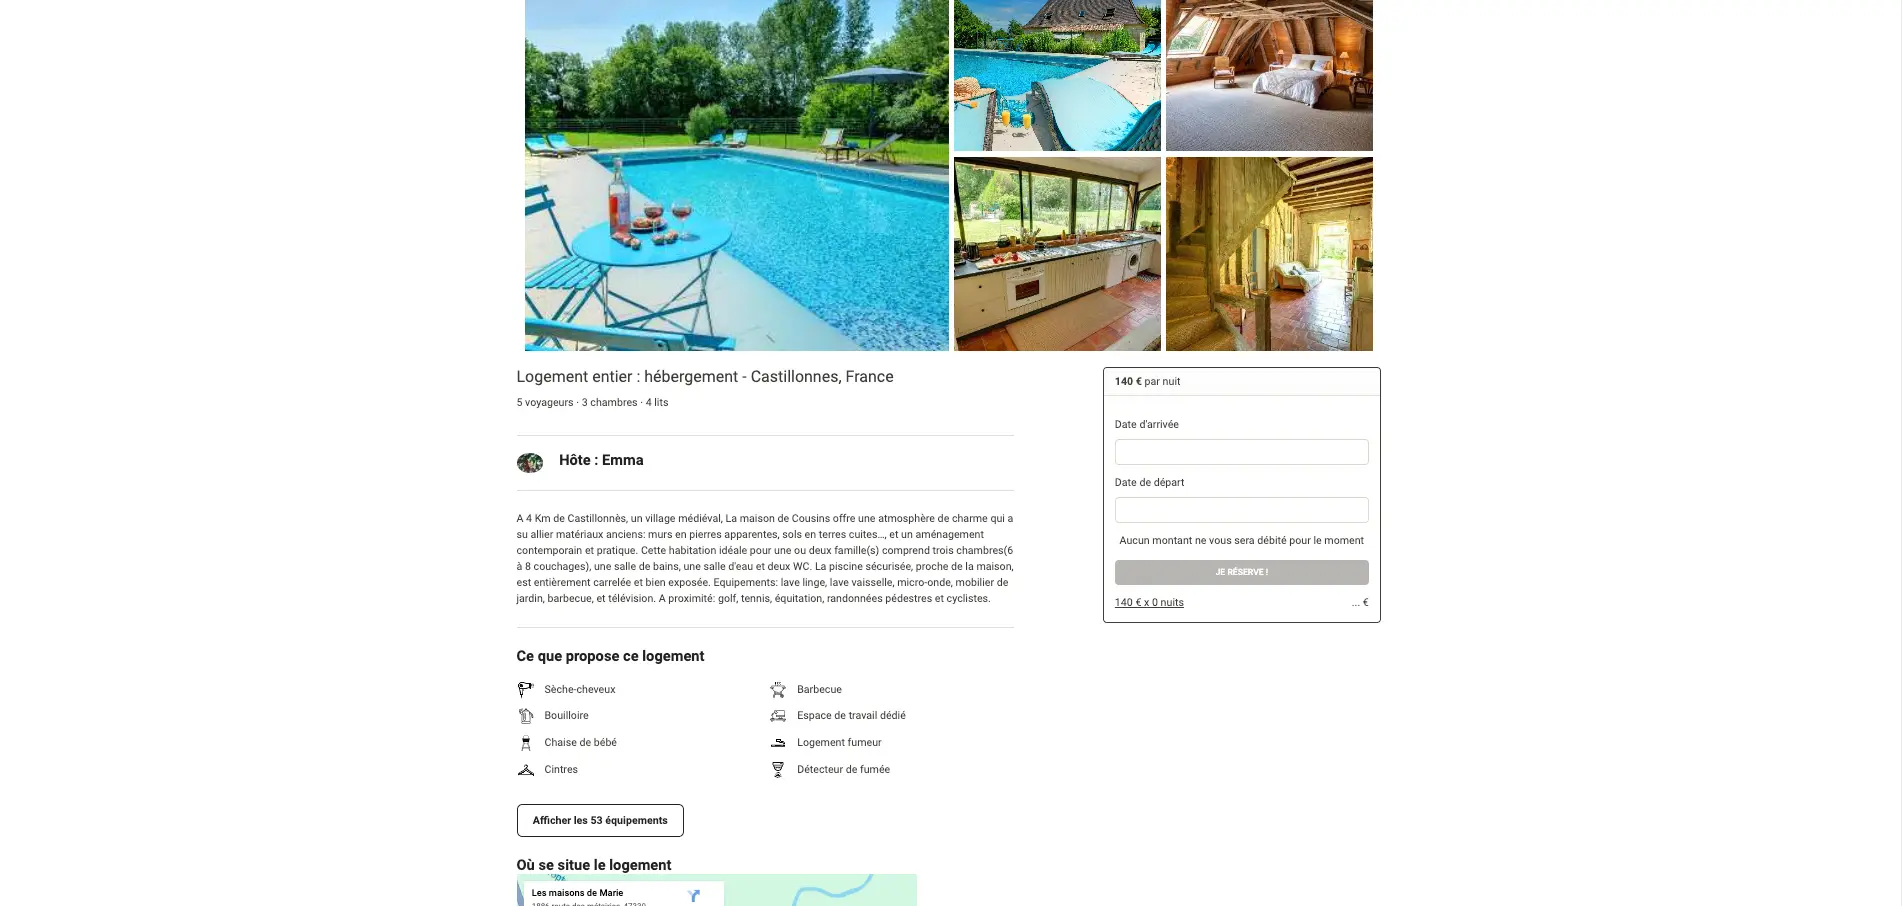 Logement entier : hébergement - Castillonnes, France
5 voyageurs · 3 chambres · 4 lits
Hôte : Emma
A 4 Km de Castillonnès, un village médiéval, La maison de Cousins offre une atmosphère de charme qui a
su allier matériaux anciens: murs en pierres apparentes, sols en terres cuites..., et un aménagement
contemporain et pratique. Cette habitation idéale pour une ou deux famille(s) comprend trois chambres(6
à 8 couchages), une salle de bains, une salle d'eau et deux WC. La piscine sécurisée, proche de la maison,
est entièrement carrelée et bien exposée. Equipements: lave linge, lave vaisselle, micro-onde, mobilier de
jardin, barbecue, et télévision. A proximité: golf, tennis, équitation, randonnées pédestres et cyclistes.
Ce que propose ce logement
Sèche-cheveux
Bouilloire
Chaise de bébé
Cintres
Barbecue
Espace de travail dédié
Logement fumeur
Détecteur de fumée
Afficher les 53 équipements
Où se situe le logement
Les maisons de Marie
140 € par nuit
Date d'arrivée
Date de départ
Aucun montant ne vous sera débité pour le moment
JE RÉSERVE !
140 € x 0 nuits
... €